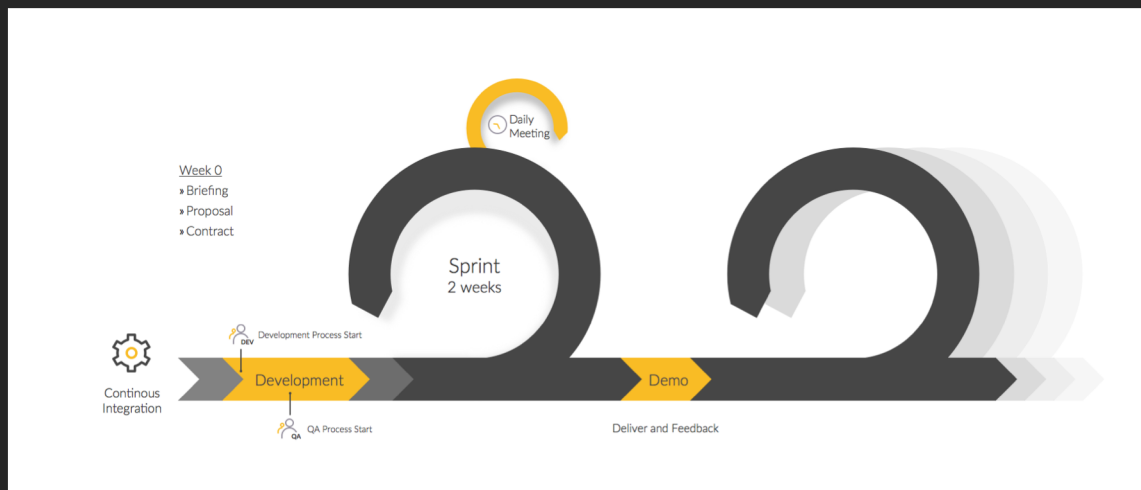 Daily
Meeting
Week 0
» Briefing
» Proposal
» Contract
Sprint
2 weeks
DEV
Development Process Start
Continous
Integration
Development
Demo
QA
QA Process Start
Deliver and Feedback